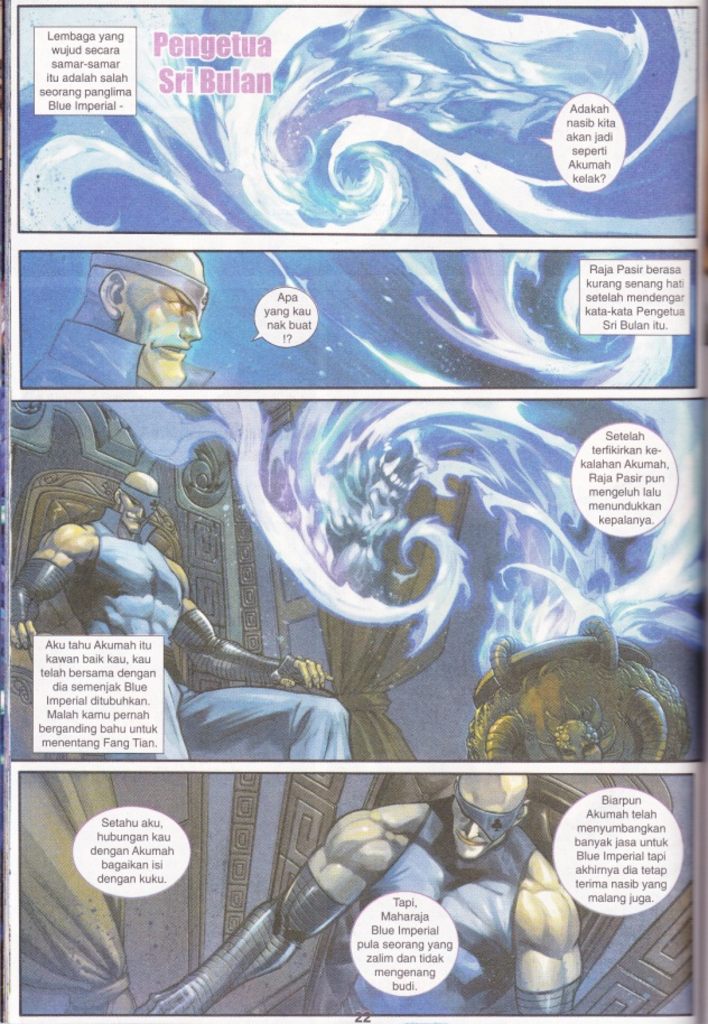 Lembaga yang
wujud secara
samar-samar
itu adalah salah
seorang panglima
Blue Imperial -
Pengetua
Sri Bulan
Adakah
nasib kita
akan jadi
seperti
Akumah
kelak?
Apa
yang kau
nak buat
!?
Raja Pasir berasa
kurang senang hati
setelah mendengar
kata-kata Pengetua
Sri Bulan itu.
Setelah
terfikirkan ke-
kalahan Akumah,
Raja Pasir pun
mengeluh lalu
menundukkan
kepalanya.
Aku tahu Akumah itu
kawan baik kau, kau
telah bersama dengan
dia semenjak Blue
Imperial ditubuhkan.
Malah kamu pernah
berganding bahu untuk
menentang Fang Tian.
Setahu aku,
hubungan kau
dengan Akumah
bagaikan isi
dengan kuku.
Tapi,
Maharaja
Blue Imperial
pula seorang yang
zalim dan tidak
mengenang
budi.
Biarpun
Akumah telah
menyumbangkan
banyak jasa untuk
Blue Imperial tapi
akhirnya dia tetap
terima nasib yang
malang juga.
22